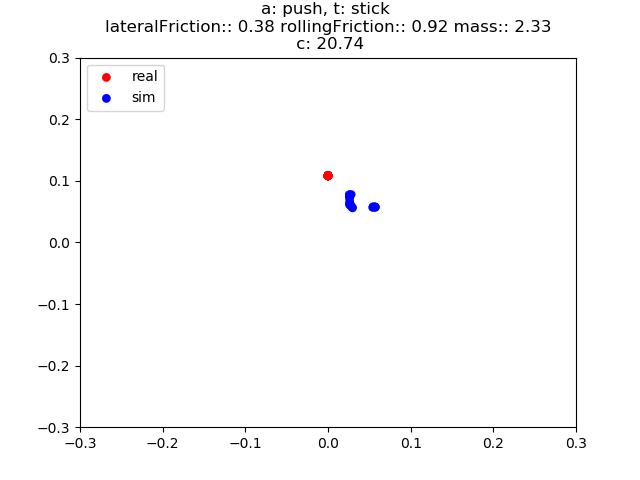 a: push, t: stick
lateralFriction:: 0.38 rollingFriction:: 0.92 mass:: 2.33
c: 20.74
real
sim
0.3
0.2
0.1
0.0
−0.1
−0.2
−0.3
−0.3 −0.2 −0.1 0.0 0.1 0.2 0.3